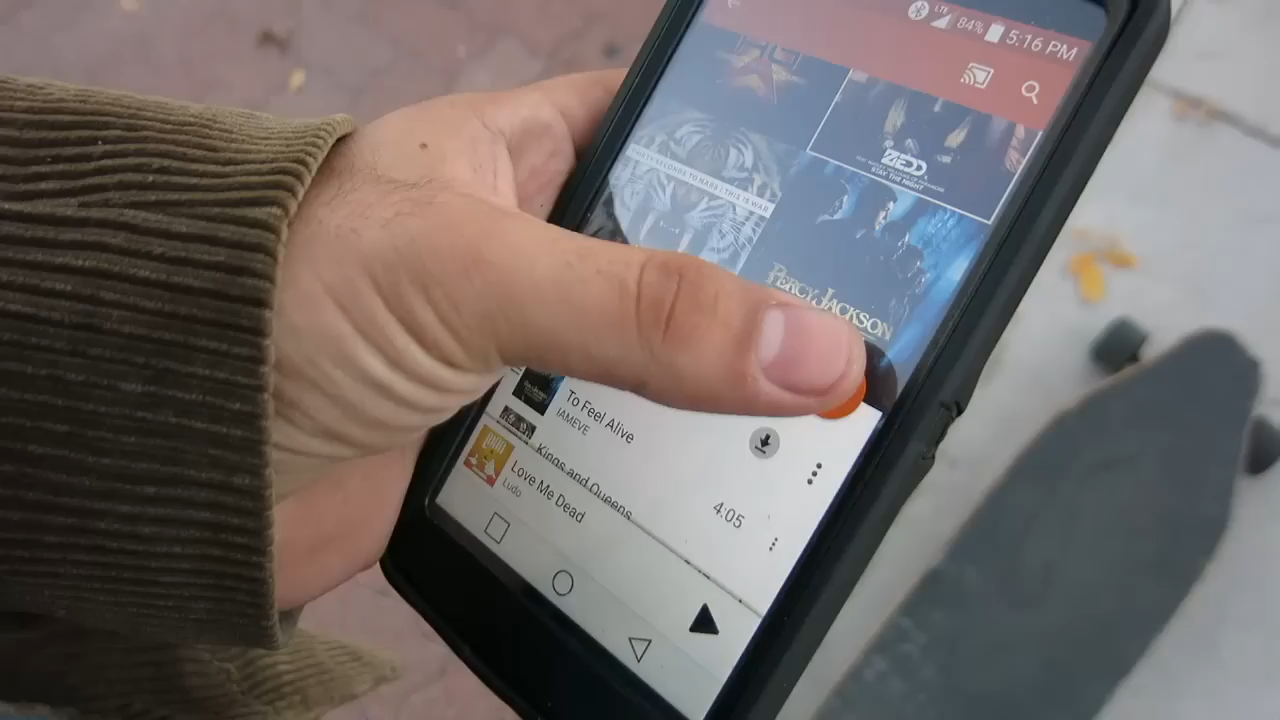 LTE 84% 5:16 PM
ZEDD
STAY THE NIGHT
THIRTY SECONDS TO MARS | THIS IS WAR
PERCY JACKSON
To Feel Alive
IAMEVE
Kings and Queens
4:05
Love Me Dead
Ludo